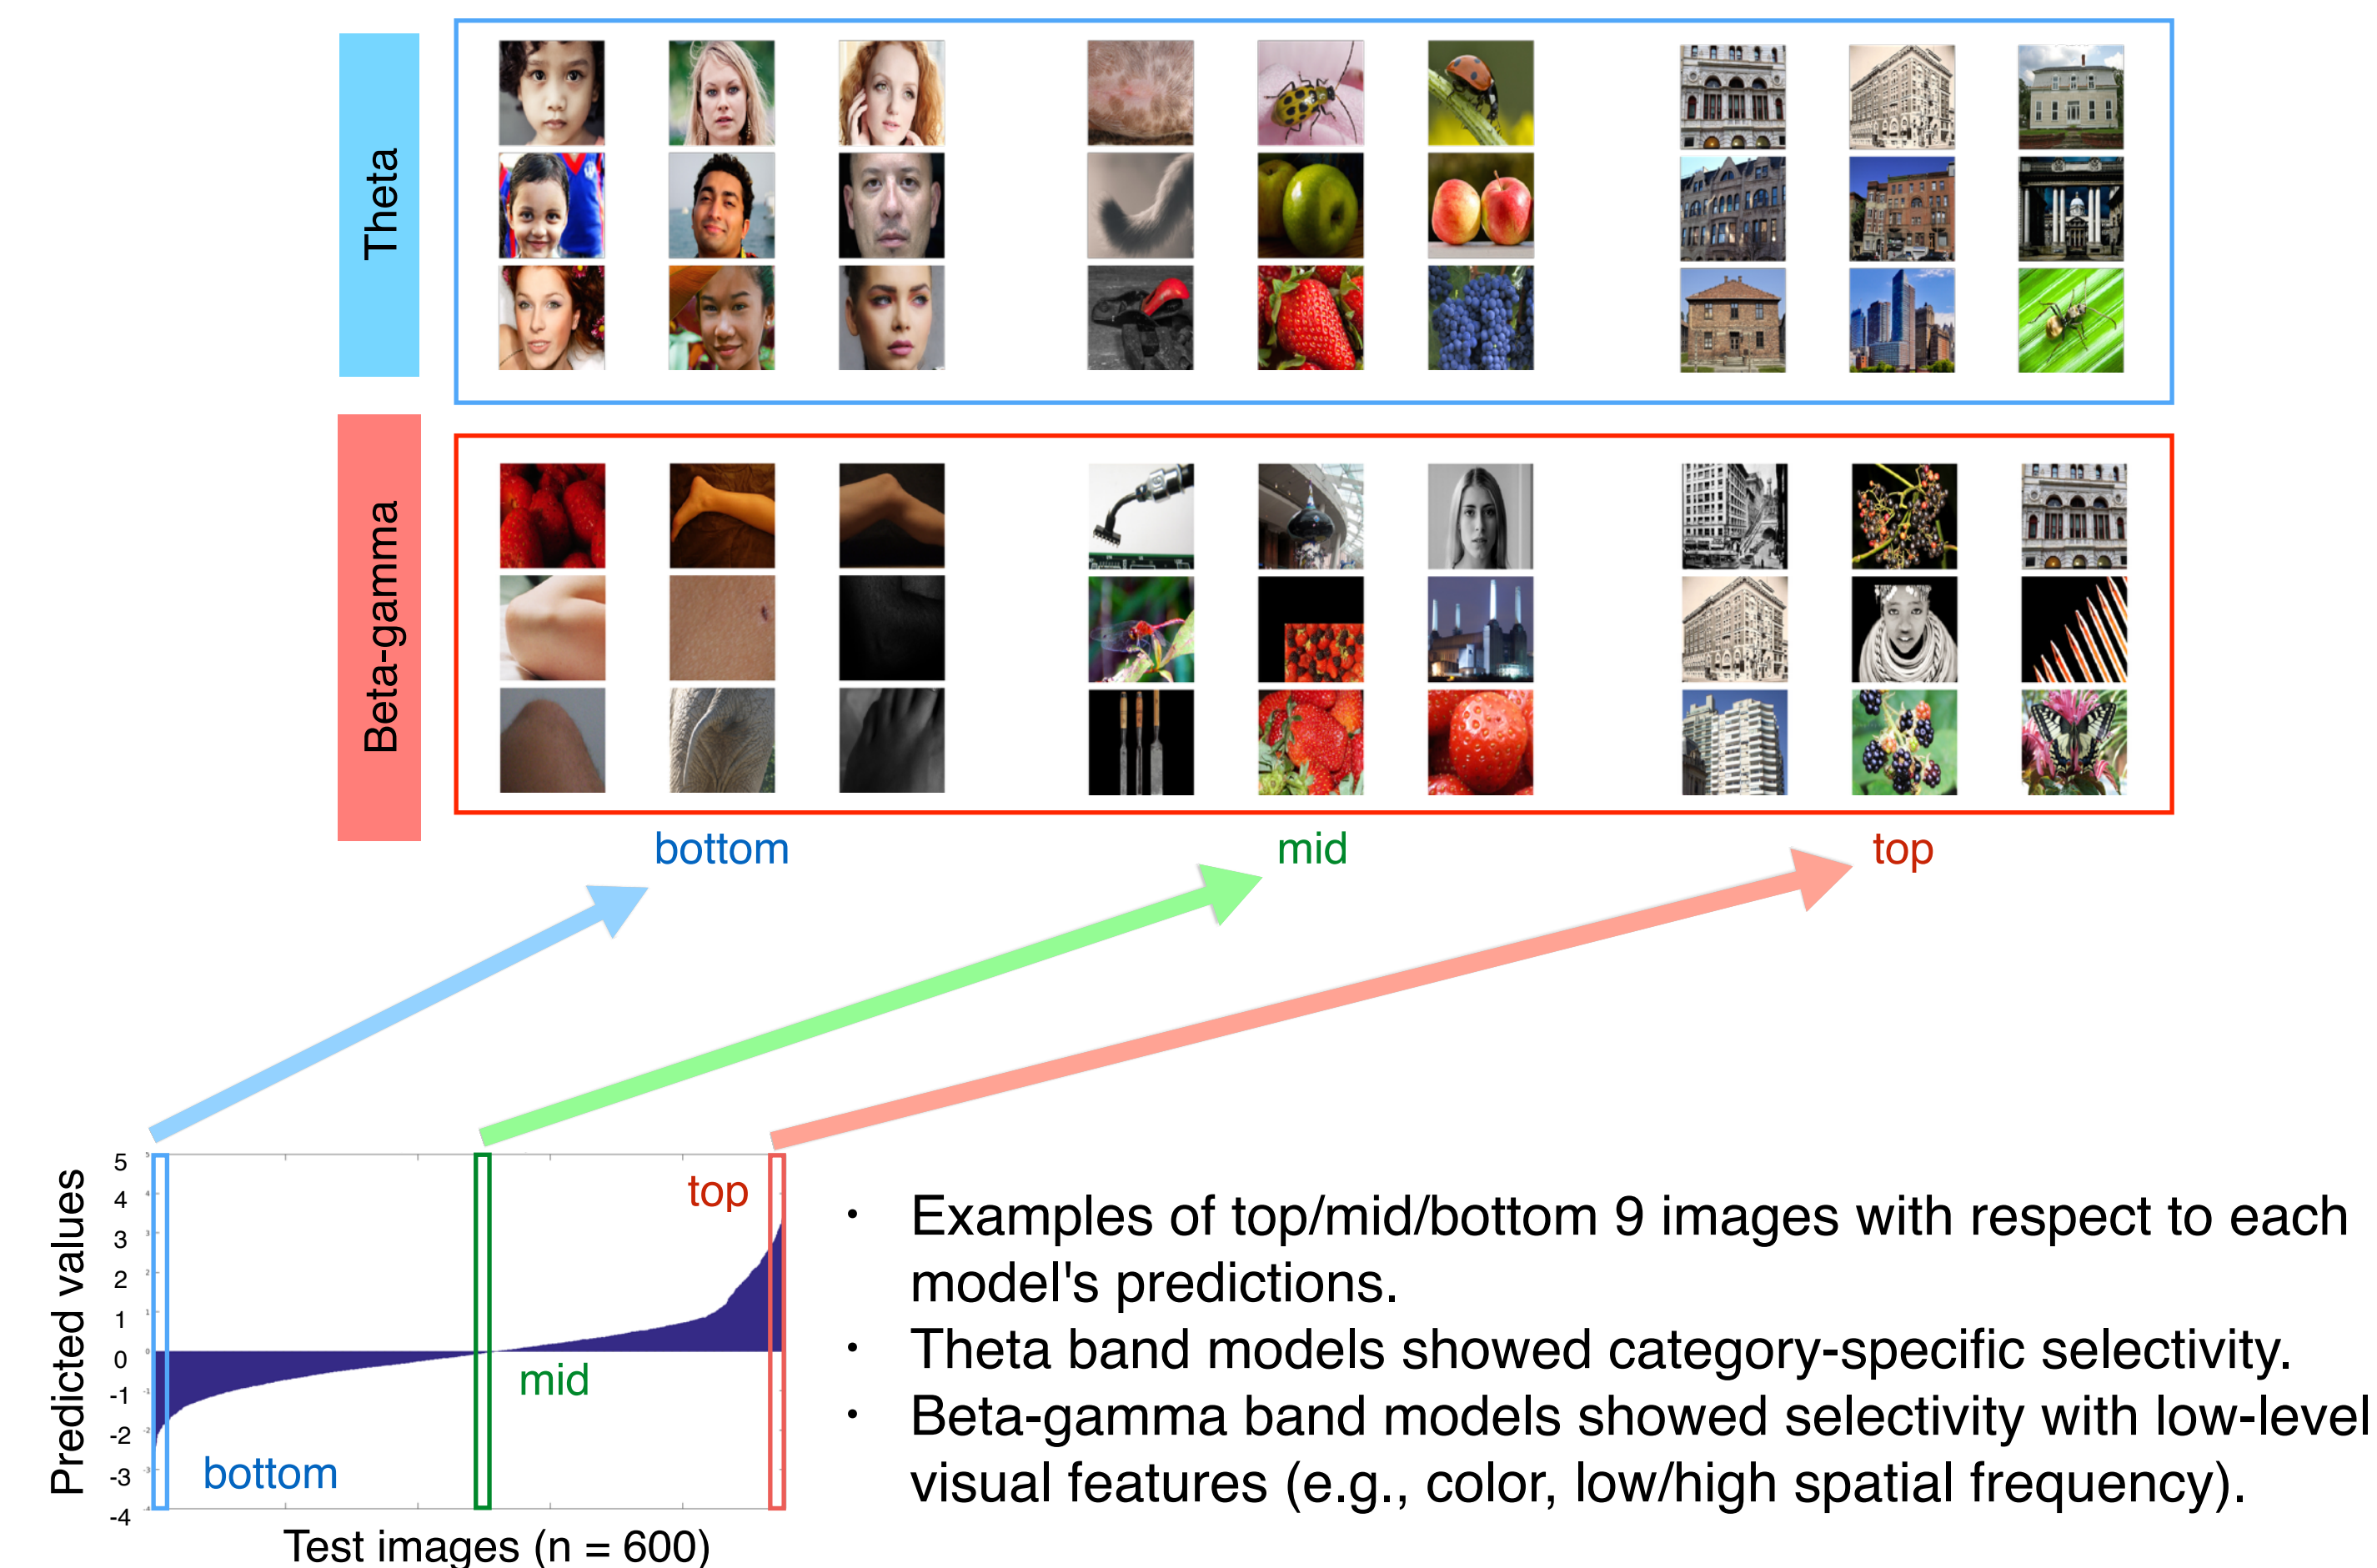 Theta
Beta-gamma
bottom
mid
top
Predicted values
5
4
3
2
1
0
-1
-2
-3
-4
top
mid
bottom
Test images (n = 600)
• Examples of top/mid/bottom 9 images with respect to each
model's predictions.
• Theta band models showed category-specific selectivity.
• Beta-gamma band models showed selectivity with low-level
visual features (e.g., color, low/high spatial frequency).